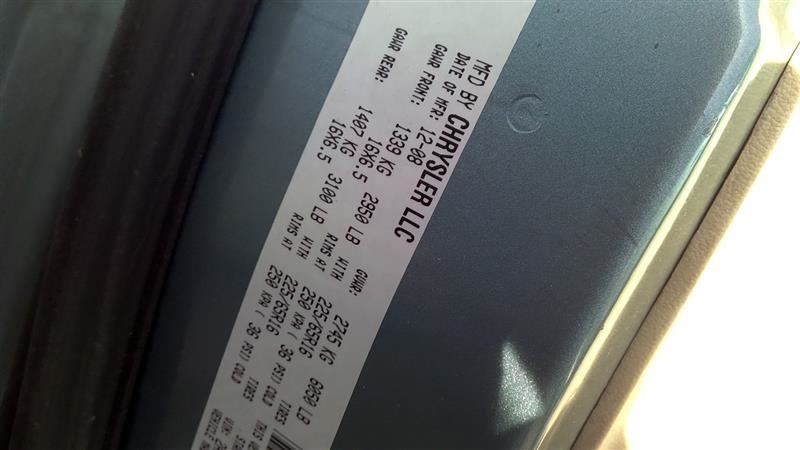 MFD BY CHRYSLER LLC
DATE OF MFR: 12-08 GVWR: 2745 KG 6050 LB
GAWR FRONT: 1339 KG 2950 LB WITH 225/65R16 TIRES
16X6.5 RIMS AT 250 KPA ( 36 PSI) COLD
GAWR REAR: 1407 KG 3100 LB WITH 225/65R16 TIRES
16X6.5 RIMS AT 250 KPA ( 36 PSI) COLD
THIS
VIN: